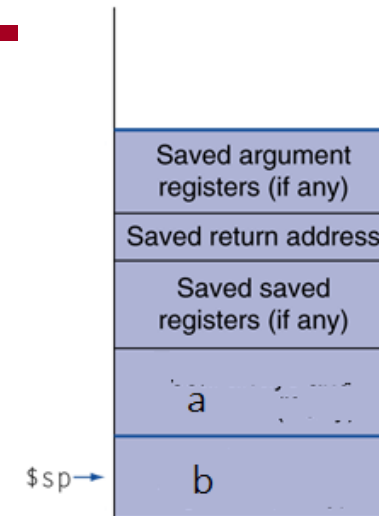 Saved argument
registers (if any)
Saved return address
Saved saved
registers (if any)
a
$sp
b